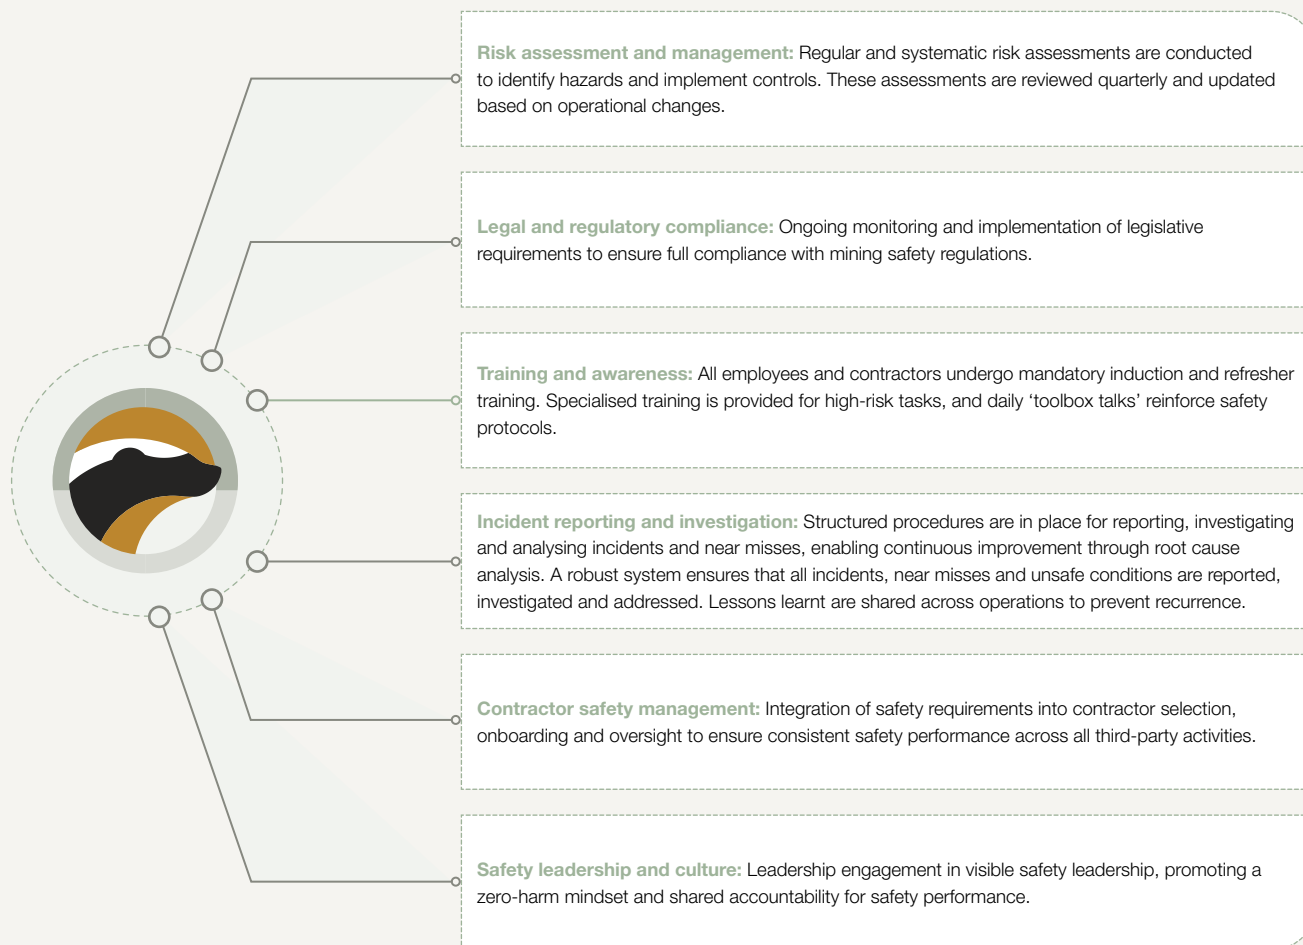 Risk assessment and management: Regular and systematic risk assessments are conducted
to identify hazards and implement controls. These assessments are reviewed quarterly and updated
based on operational changes.
Legal and regulatory compliance: Ongoing monitoring and implementation of legislative
requirements to ensure full compliance with mining safety regulations.
Training and awareness: All employees and contractors undergo mandatory induction and refresher
training. Specialised training is provided for high-risk tasks, and daily ‘toolbox talks’ reinforce safety
protocols.
Incident reporting and investigation: Structured procedures are in place for reporting, investigating
and analysing incidents and near misses, enabling continuous improvement through root cause
analysis. A robust system ensures that all incidents, near misses and unsafe conditions are reported,
investigated and addressed. Lessons learnt are shared across operations to prevent recurrence.
Contractor safety management: Integration of safety requirements into contractor selection,
onboarding and oversight to ensure consistent safety performance across all third-party activities.
Safety leadership and culture: Leadership engagement in visible safety leadership, promoting a
zero-harm mindset and shared accountability for safety performance.